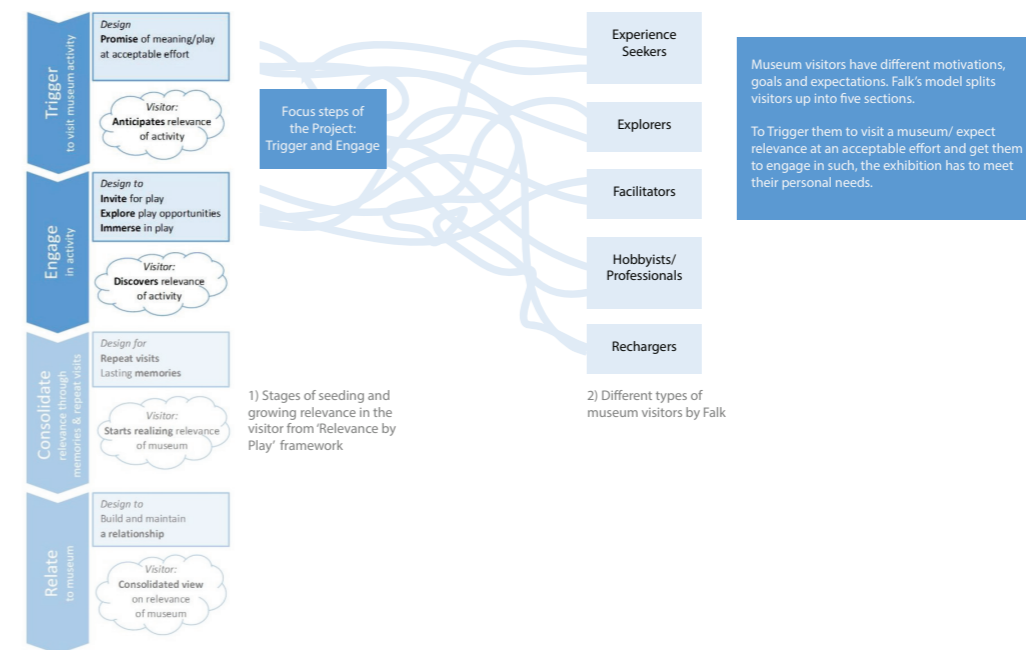 Trigger
to visit museum activity
Design
Promise of meaning/play
at acceptable effort
Visitor:
Anticipates relevance
of activity
Engage
in activity
Design to
Invite for play
Explore play opportunities
Immerse in play
Visitor:
Discovers relevance
of activity
Consolidate
relevance through
memories & repeat visits
Design for
Repeat visits
Lasting memories
Visitor:
Starts realizing relevance
of museum
Relate
to museum
Design to
Build and maintain
a relationship
Visitor:
Consolidated view
on relevance
of museum
Focus steps of
the Project:
Trigger and Engage
1) Stages of seeding and
growing relevance in the
visitor from ‘Relevance by
Play’ framework
Experience
Seekers
Explorers
Facilitators
Hobbyists/
Professionals
Rechargers
2) Different types of
museum visitors by Falk
Museum visitors have different motivations,
goals and expectations. Falk’s model splits
visitors up into five sections.
To Trigger them to visit a museum/ expect
relevance at an acceptable effort and get them
to engage in such, the exhibition has to meet
their personal needs.